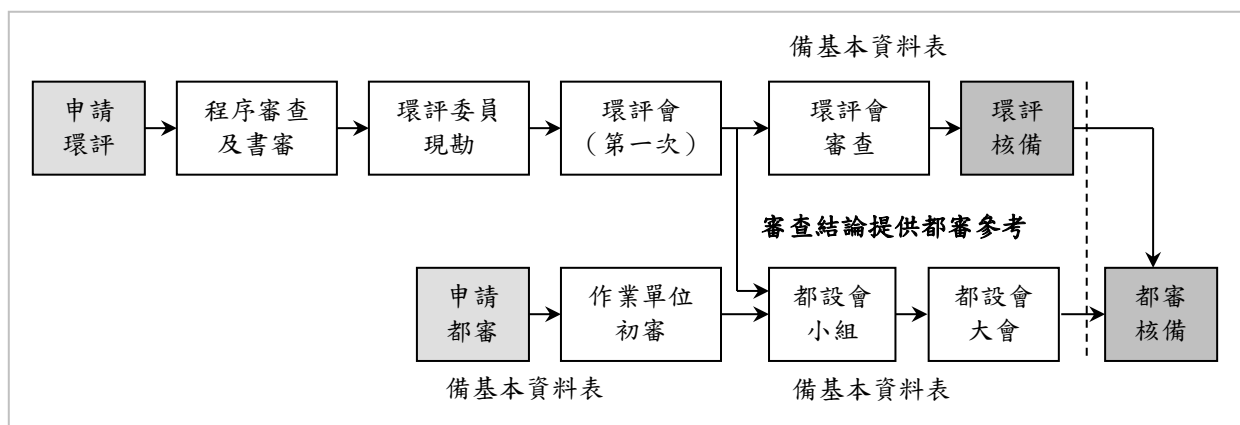 備基本資料表
申請
環評
程序審查
及書審
環評委員
現勘
環評會
（第一次）
環評會
審查
環評
核備
審查結論提供都審參考
申請
都審
作業單位
初審
都設會
小組
都設會
大會
都審
核備
備基本資料表
備基本資料表